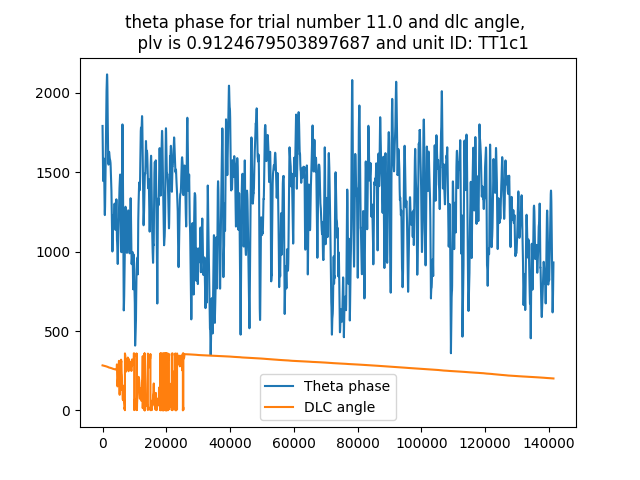 theta phase for trial number 11.0 and dlc angle,
plv is 0.9124679503897687 and unit ID: TT1c1
2000
1500
1000
500
0
Theta phase
DLC angle
0 20000 40000 60000 80000 100000 120000 140000